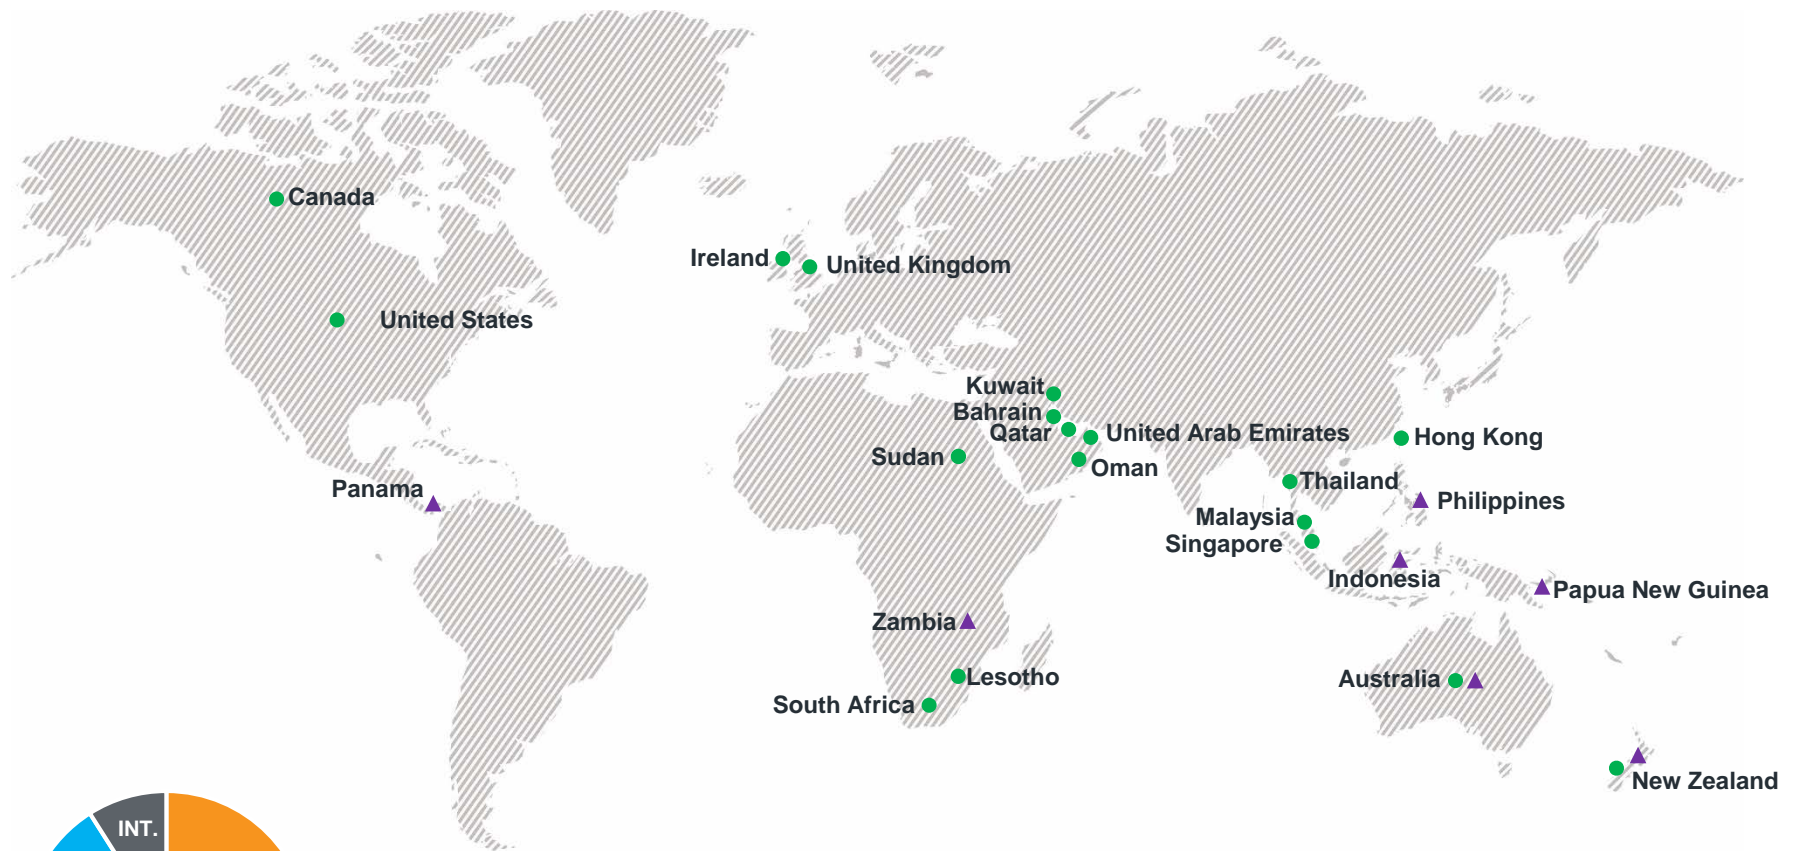 Canada
Ireland
United Kingdom
United States
Kuwait
Bahrain
Qatar
United Arab Emirates
Hong Kong
Sudan
Oman
Thailand
Panama
Philippines
Malaysia
Singapore
Indonesia
Papua New Guinea
Zambia
Lesotho
Australia
South Africa
New Zealand
INT.